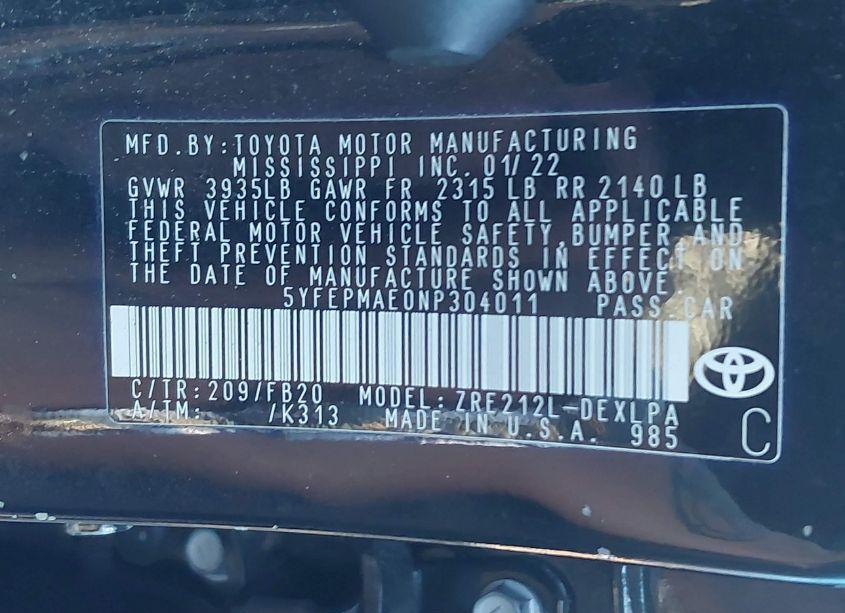 MFD.BY:TOYOTA MOTOR MANUFACTURING
MISSISSIPPI INC. 01/22
GVWR 3935LB GAWR FR 2315 LB RR 2140 LB
THIS VEHICLE CONFORMS TO ALL APPLICABLE
FEDERAL MOTOR VEHICLE SAFETY,BUMPER AND
THEFT PREVENTION STANDARDS IN EFFECT ON
THE DATE OF MANUFACTURE SHOWN ABOVE
5YFEPMAE0NP304011 PASS.CAR
C/TR:209/FB20 MODEL:ZRE212L-DEXLPA
A/TM: /K313 MADE IN U.S.A. 985
C